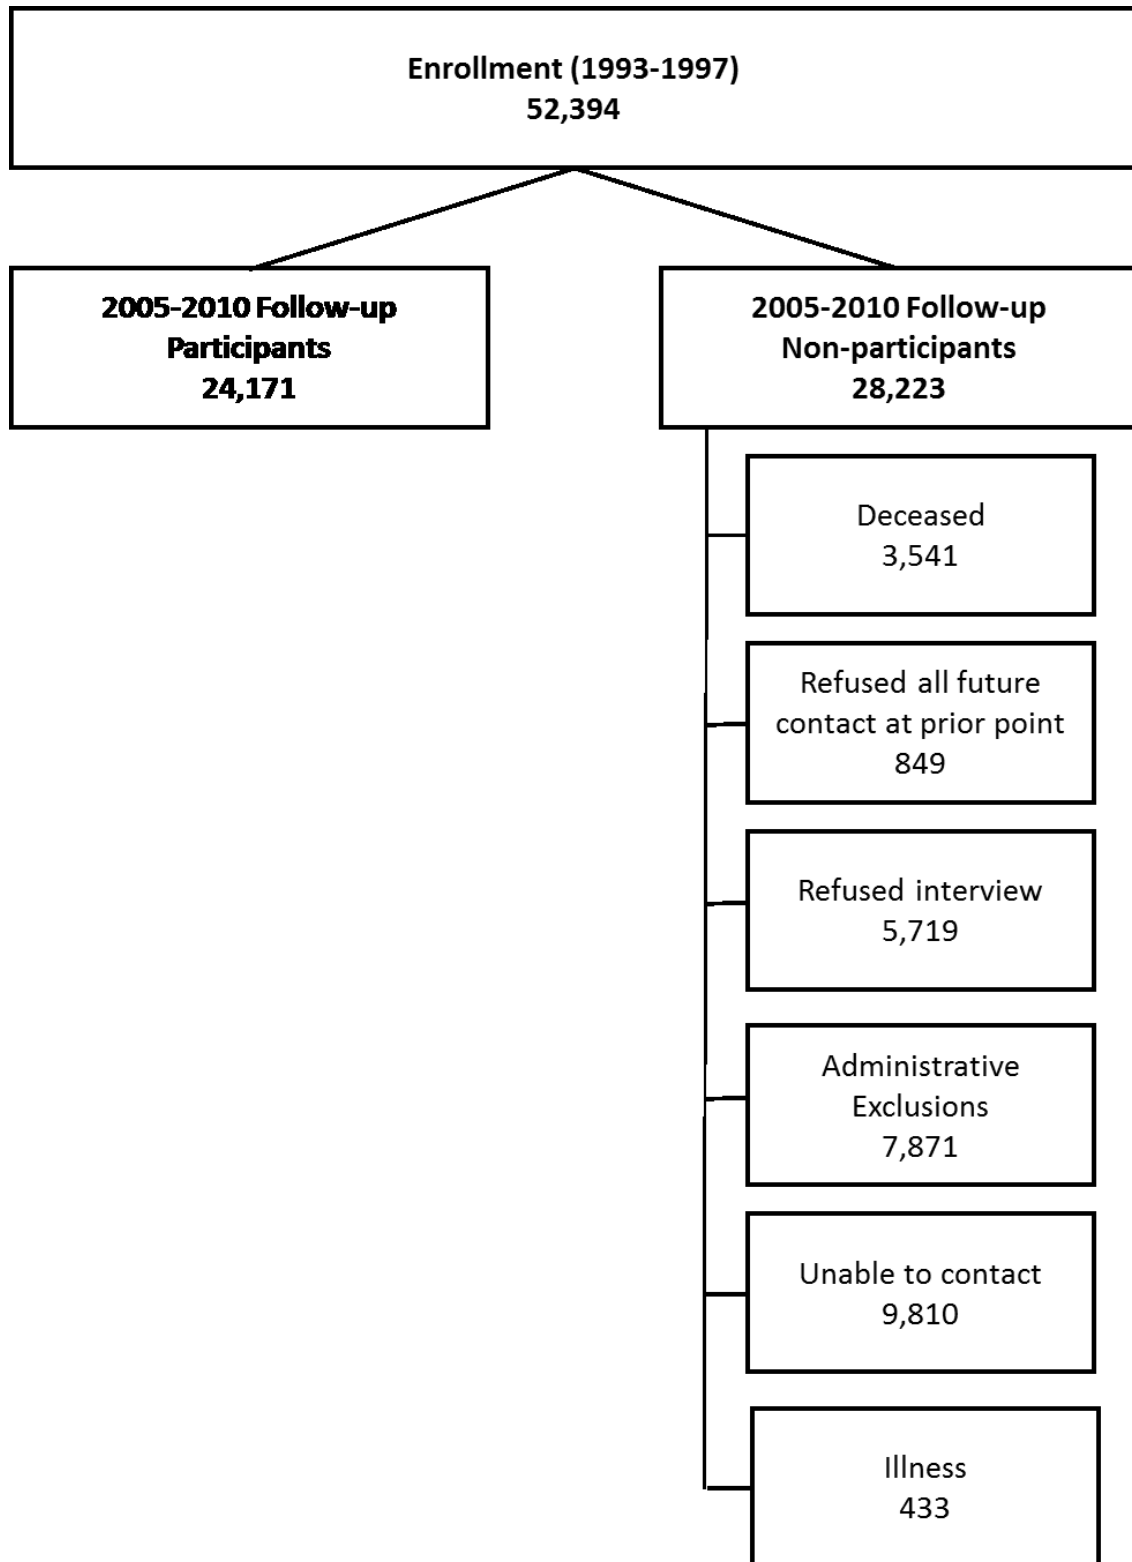 Enrollment (1993-1997)
52,394
2005-2010 Follow-up
Participants
24,171
2005-2010 Follow-up
Non-participants
28,223
Deceased
3,541
Refused all future
contact at prior point
849
Refused interview
5,719
Administrative
Exclusions
7,871
Unable to contact
9,810
Illness
433